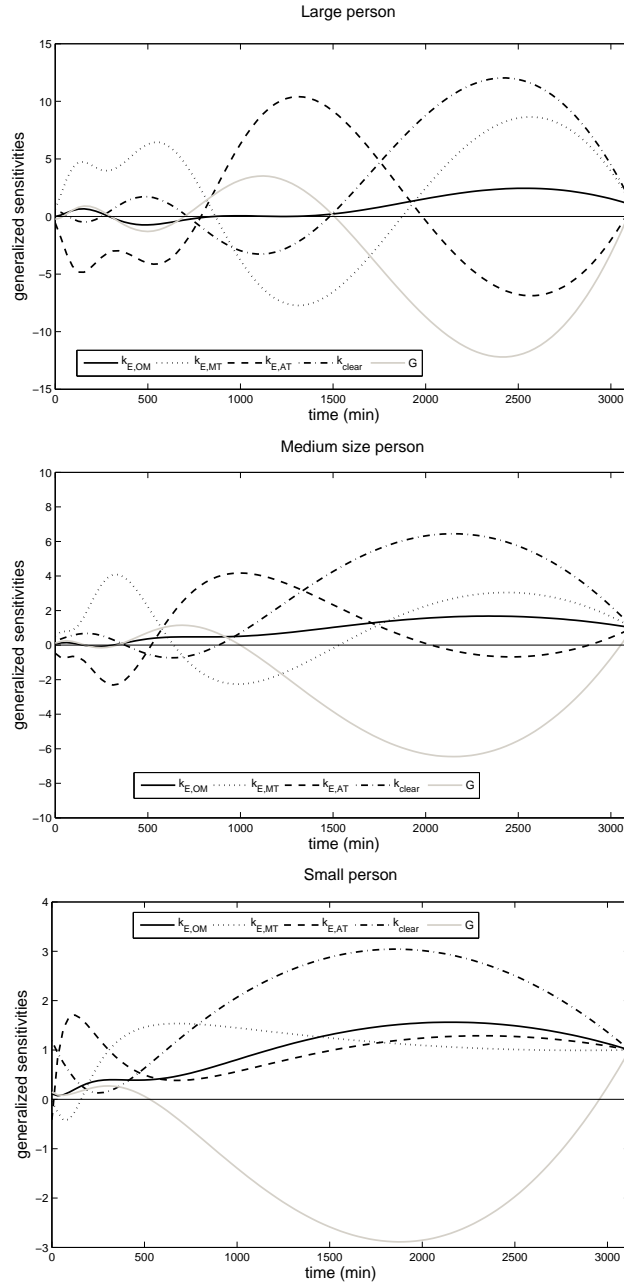 Large person
15
10
5
0
−5
−10
−15
generalized sensitivities
k_E,OM k_E,MT k_E,AT k_clear G
0 500 1000 1500 2000 2500 3000
time (min)
Medium size person
10
8
6
4
2
0
−2
−4
−6
−8
−10
generalized sensitivities
k_E,OM k_E,MT k_E,AT k_clear G
0 500 1000 1500 2000 2500 3000
time (min)
Small person
4
3
2
1
0
−1
−2
−3
generalized sensitivities
k_E,OM k_E,MT k_E,AT k_clear G
0 500 1000 1500 2000 2500 3000
time (min)